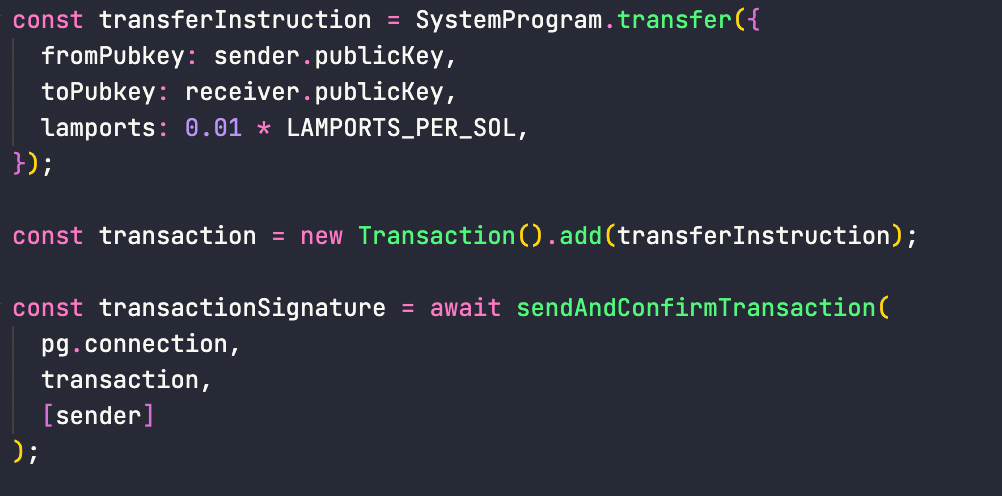 const transferInstruction = SystemProgram.transfer({
  fromPubkey: sender.publicKey,
  toPubkey: receiver.publicKey,
  lamports: 0.01 * LAMPORTS_PER_SOL,
});

const transaction = new Transaction().add(transferInstruction);

const transactionSignature = await sendAndConfirmTransaction(
  pg.connection,
  transaction,
  [sender]
);